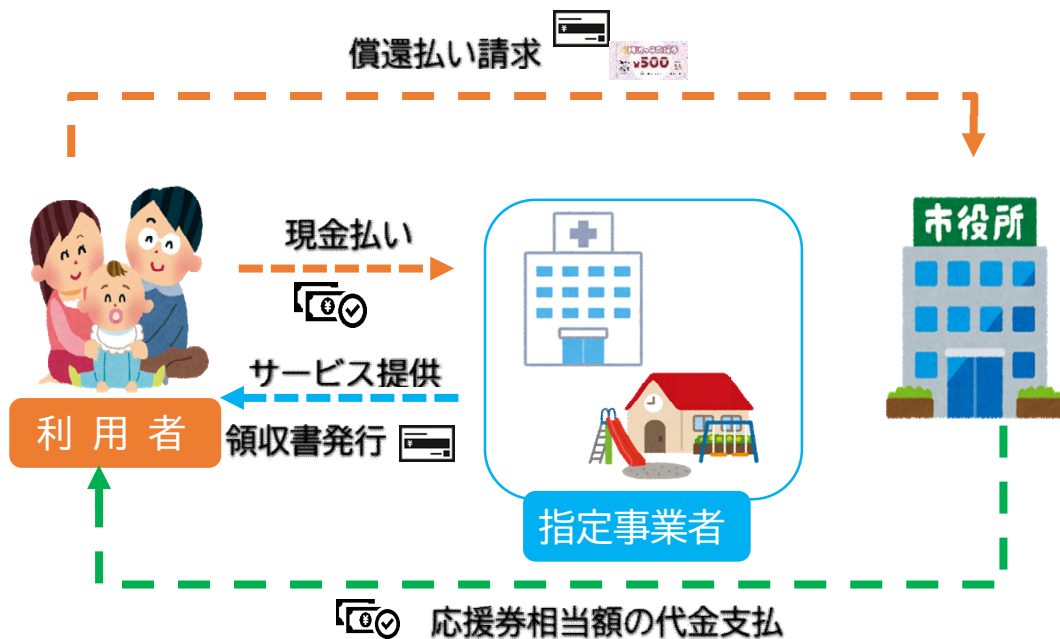 償還払い請求
¥500
市役所
現金払い
サービス提供
領収書発行
利用者
指定事業者
応援券相当額の代金支払